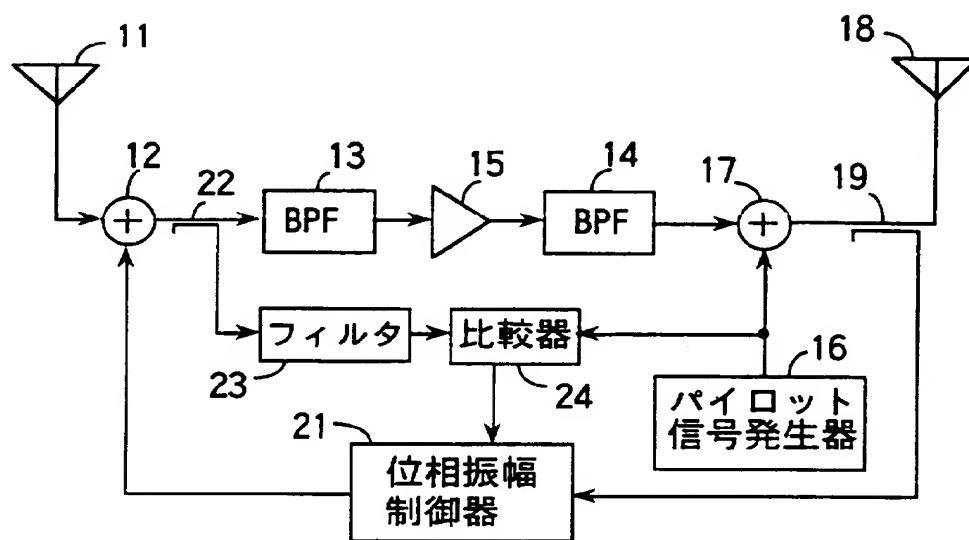 11
18
12
22
13
15
14
17
19
+
BPF
BPF
+
フィルタ
比較器
23
24
16
パイロット
信号発生器
21
位相振幅
制御器